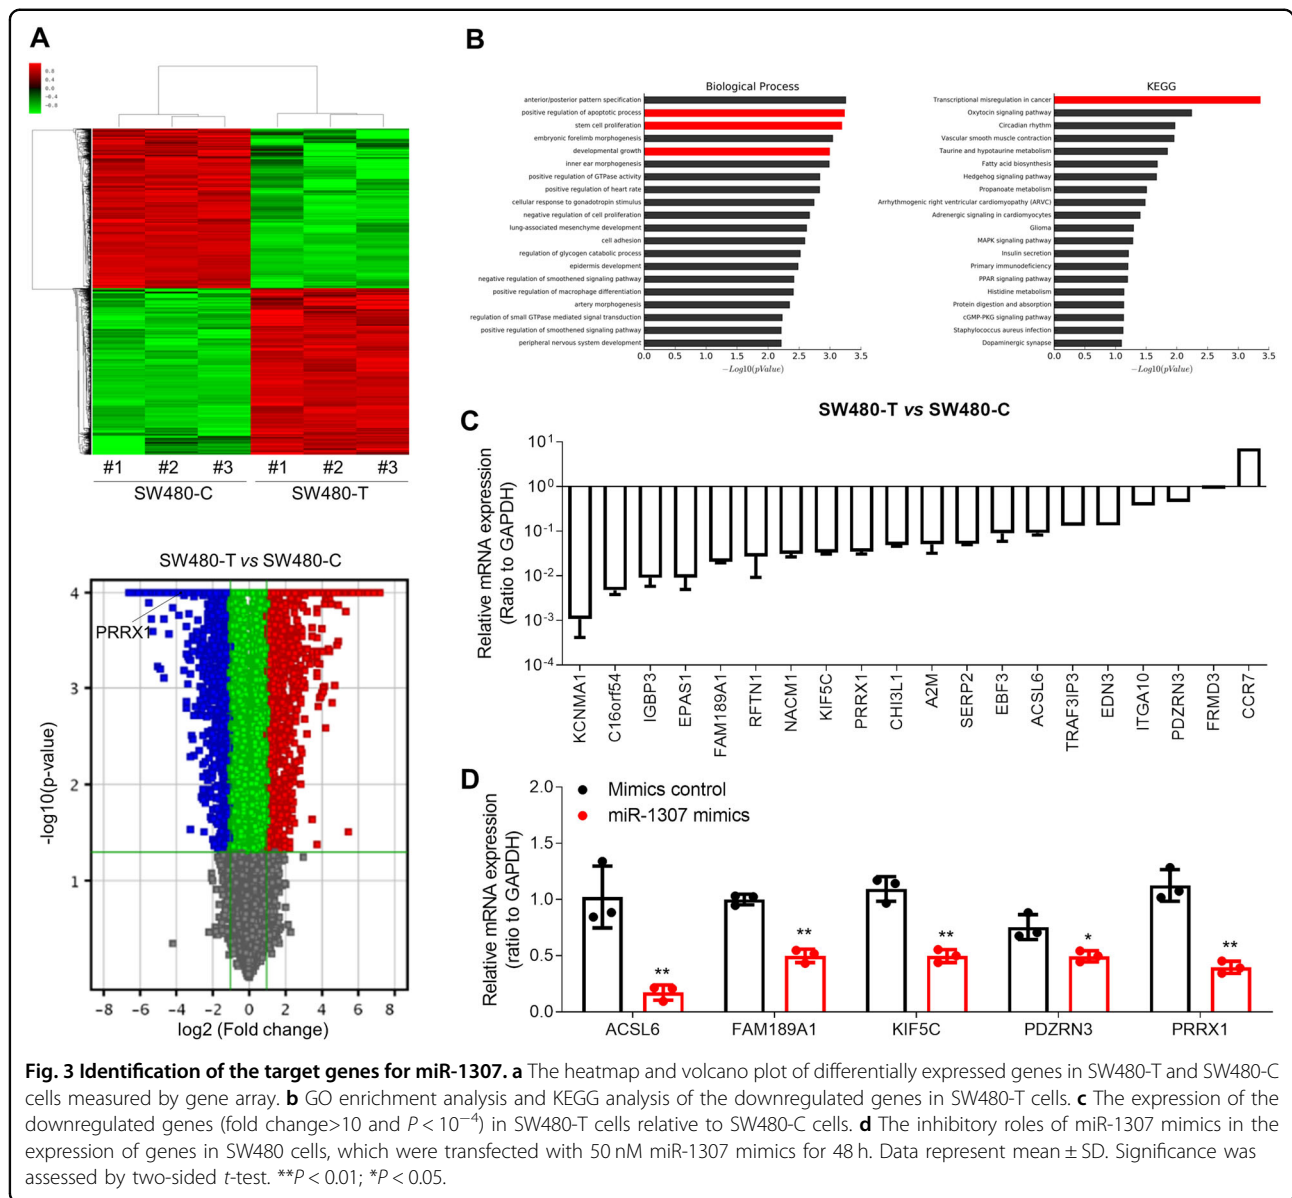 A
0.8
0.4
0.0
-0.4
-0.8
#1 #2 #3 #1 #2 #3
SW480-C SW480-T
SW480-T vs SW480-C
4
3
2
1
PRRX1
-log10(p-value)
-8 -6 -4 -2 0 2 4 6 8
log2 (Fold change)
B
Biological Process
anterior/posterior pattern specification
positive regulation of apoptotic process
stem cell proliferation
embryonic forelimb morphogenesis
developmental growth
inner ear morphogenesis
positive regulation of GTPase activity
positive regulation of heart rate
cellular response to gonadotropin stimulus
negative regulation of cell proliferation
lung-associated mesenchyme development
cell adhesion
regulation of glycogen catabolic process
epidermis development
negative regulation of smoothened signaling pathway
positive regulation of macrophage differentiation
artery morphogenesis
regulation of small GTPase mediated signal transduction
positive regulation of smoothened signaling pathway
peripheral nervous system development
0.0 0.5 1.0 1.5 2.0 2.5 3.0 3.5
−Log10(pValue)
KEGG
Transcriptional misregulation in cancer
Oxytocin signaling pathway
Circadian rhythm
Vascular smooth muscle contraction
Taurine and hypotaurine metabolism
Fatty acid biosynthesis
Hedgehog signaling pathway
Propanoate metabolism
Arrhythmogenic right ventricular cardiomyopathy (ARVC)
Adrenergic signaling in cardiomyocytes
Glioma
MAPK signaling pathway
Insulin secretion
Primary immunodeficiency
PPAR signaling pathway
Histidine metabolism
Protein digestion and absorption
cGMP-PKG signaling pathway
Staphylococcus aureus infection
Dopaminergic synapse
0.0 0.5 1.0 1.5 2.0 2.5 3.0 3.5
−Log10(pValue)
C
SW480-T vs SW480-C
Relative mRNA expression
(Ratio to GAPDH)
10^1
10^0
10^-1
10^-2
10^-3
10^-4
KCNMA1
C16orf54
IGBP3
EPAS1
FAM189A1
RFTN1
NACM1
KIF5C
PRRX1
CHI3L1
A2M
SERP2
EBF3
ACSL6
TRAF3IP3
EDN3
ITGA10
PDZRN3
FRMD3
CCR7
D
Relative mRNA expression
(ratio to GAPDH)
2.0
1.5
1.0
0.5
0.0
Mimics control
miR-1307 mimics
** ** ** * **
ACSL6 FAM189A1 KIF5C PDZRN3 PRRX1
Fig. 3 Identification of the target genes for miR-1307. a The heatmap and volcano plot of differentially expressed genes in SW480-T and SW480-C
cells measured by gene array. b GO enrichment analysis and KEGG analysis of the downregulated genes in SW480-T cells. c The expression of the
downregulated genes (fold change>10 and P < 10−4) in SW480-T cells relative to SW480-C cells. d The inhibitory roles of miR-1307 mimics in the
expression of genes in SW480 cells, which were transfected with 50 nM miR-1307 mimics for 48 h. Data represent mean ± SD. Significance was
assessed by two-sided t-test. **P < 0.01; *P < 0.05.